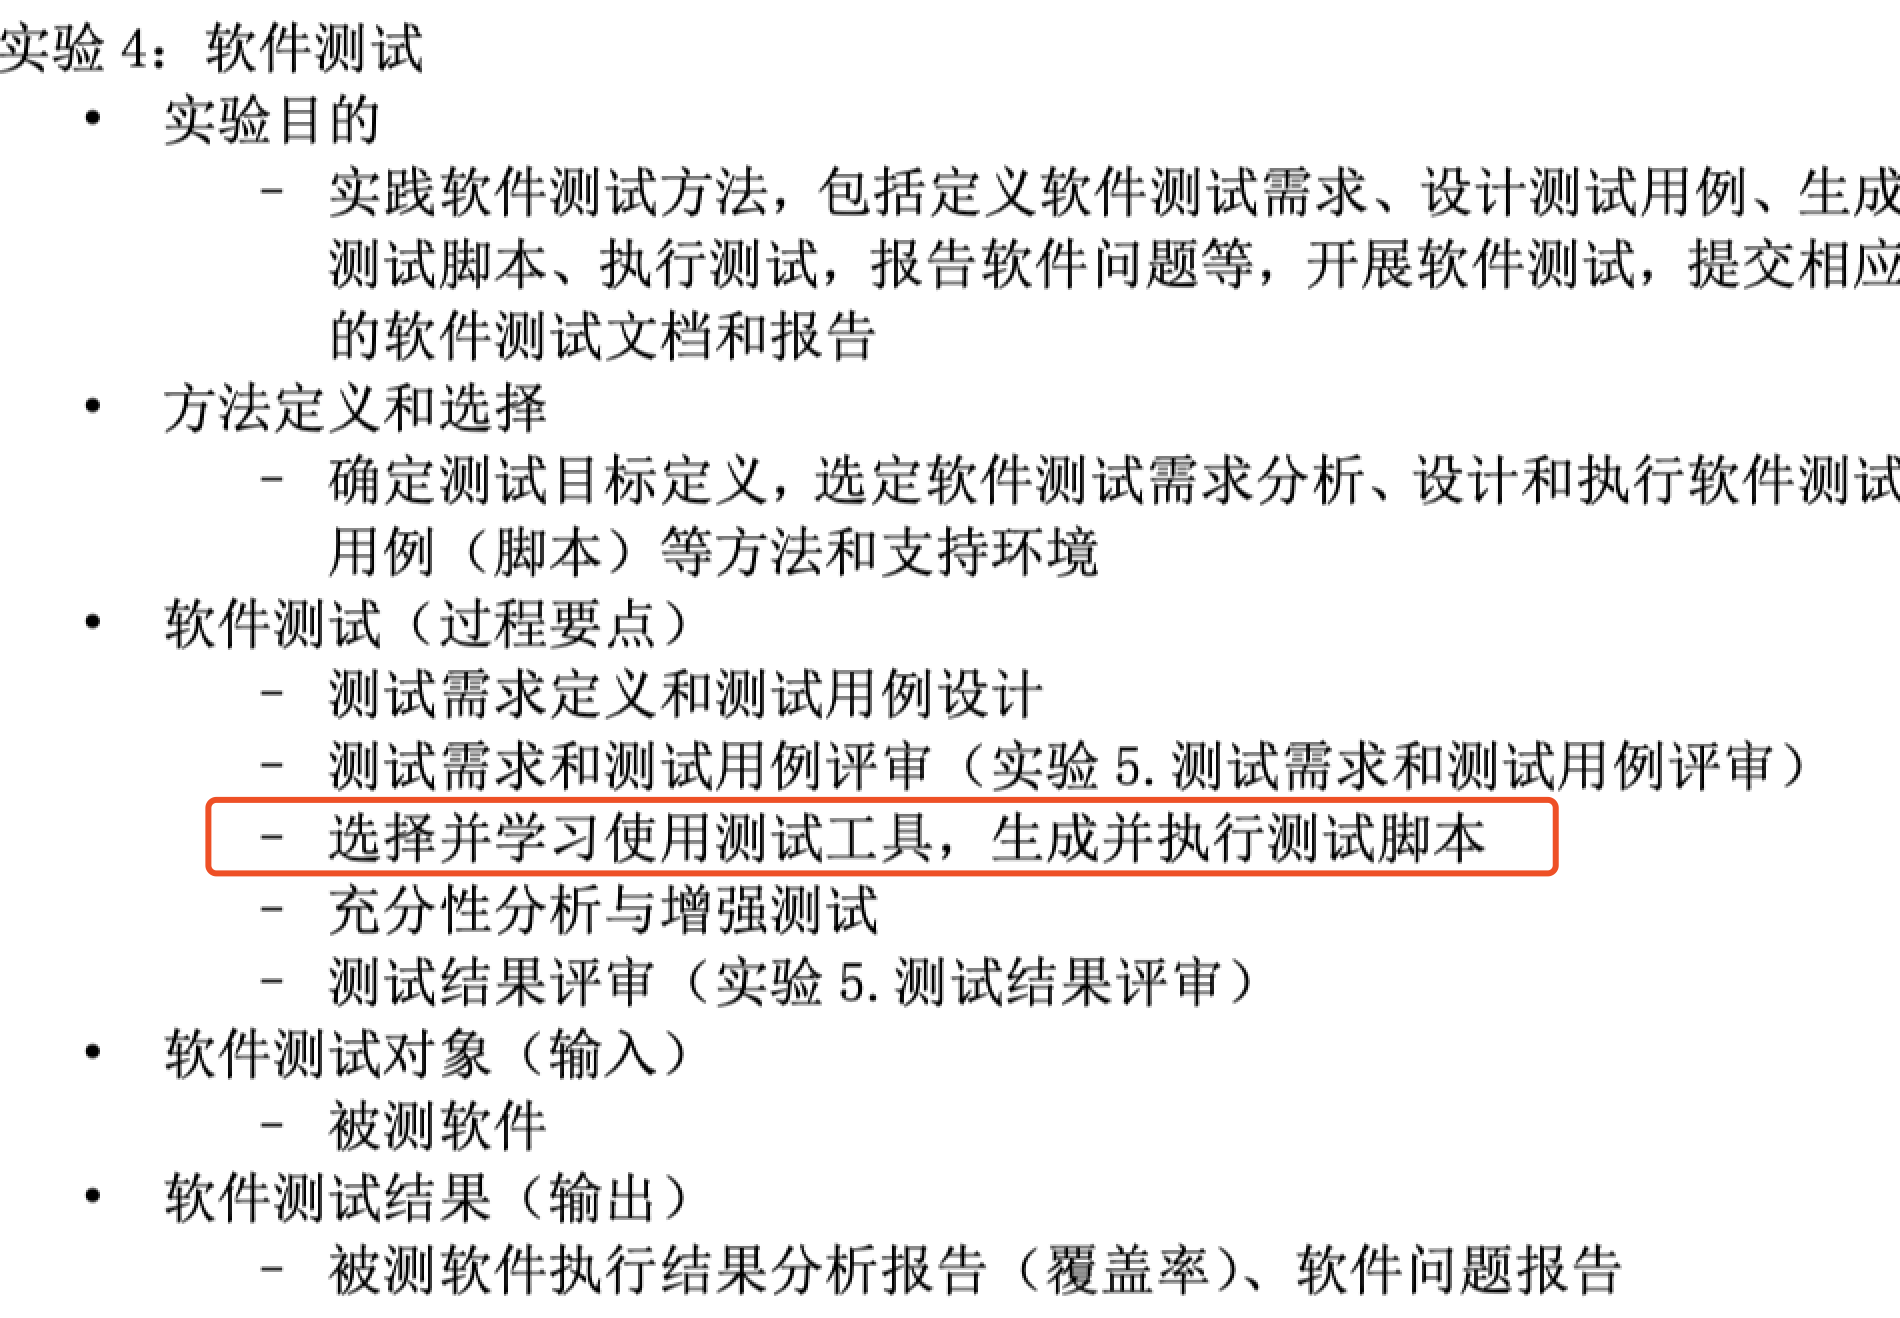 实验 4：软件测试
• 实验目的
- 实践软件测试方法，包括定义软件测试需求、设计测试用例、生成
测试脚本、执行测试，报告软件问题等，开展软件测试，提交相应
的软件测试文档和报告
• 方法定义和选择
- 确定测试目标定义，选定软件测试需求分析、设计和执行软件测试
用例（脚本）等方法和支持环境
• 软件测试（过程要点）
- 测试需求定义和测试用例设计
- 测试需求和测试用例评审（实验 5.测试需求和测试用例评审）
- 选择并学习使用测试工具，生成并执行测试脚本
- 充分性分析与增强测试
- 测试结果评审（实验 5.测试结果评审）
• 软件测试对象（输入）
- 被测软件
• 软件测试结果（输出）
- 被测软件执行结果分析报告（覆盖率）、软件问题报告